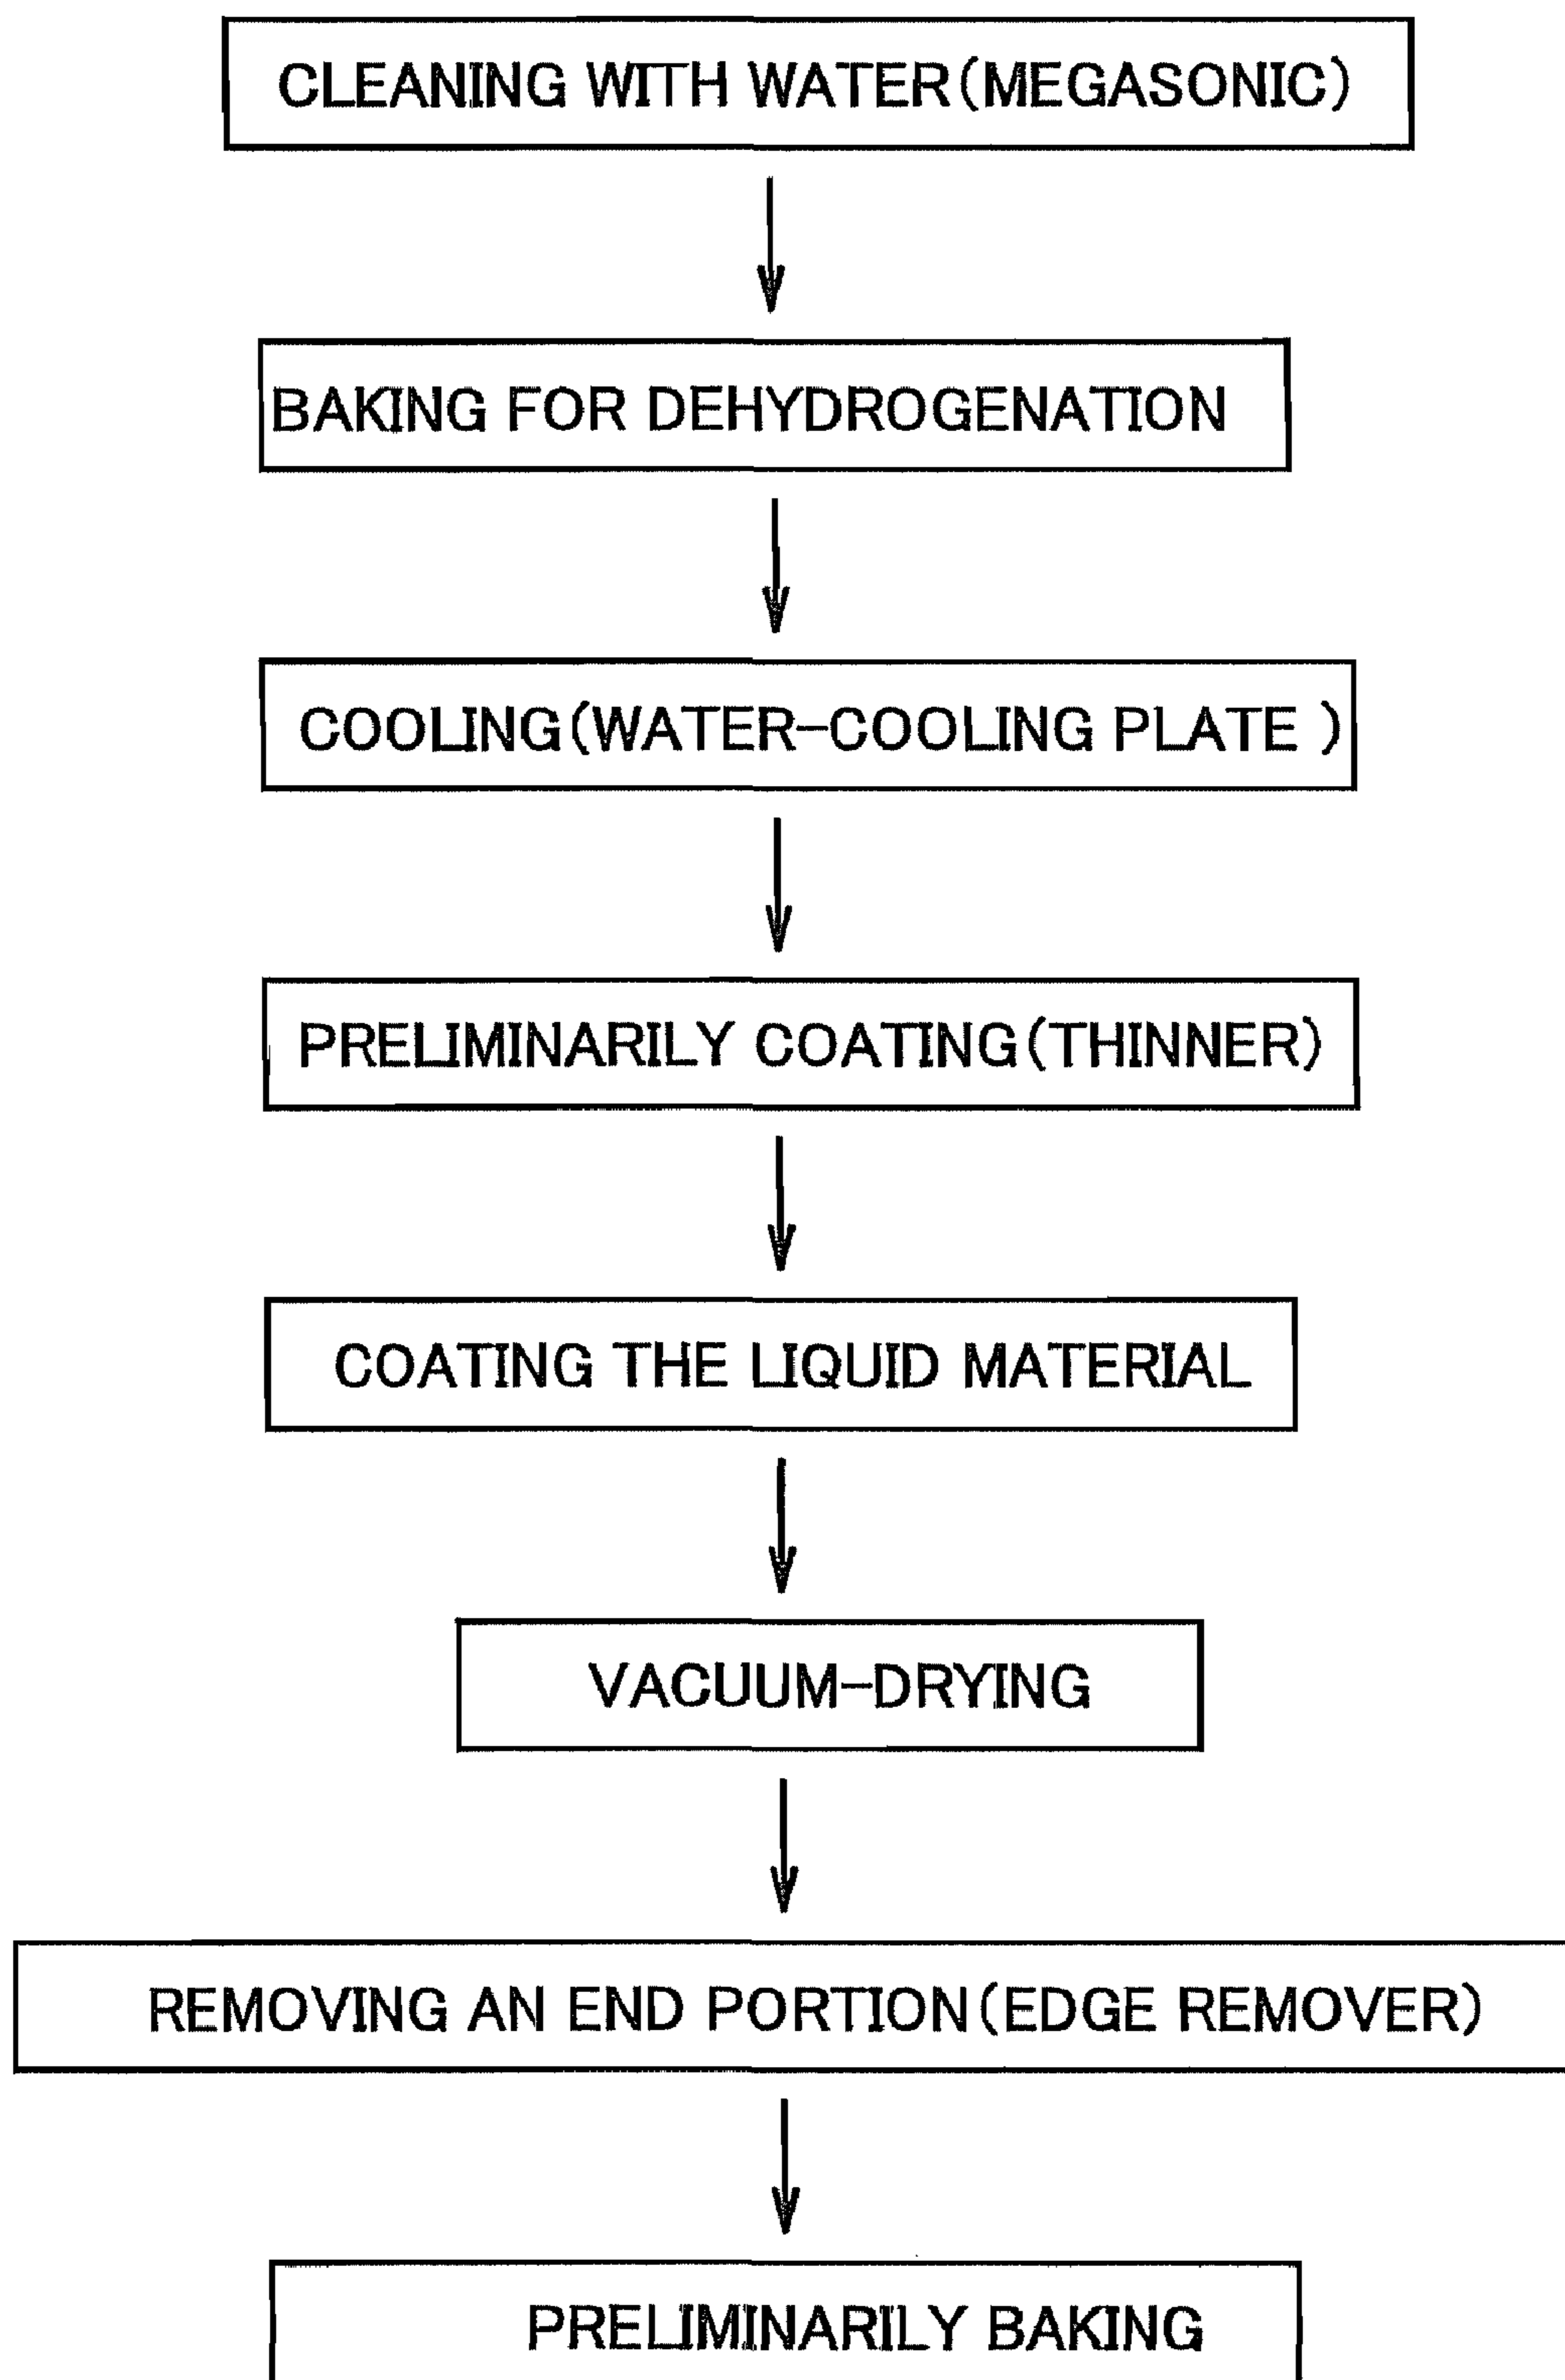 CLEANING WITH WATER(MEGASONIC)
BAKING FOR DEHYDROGENATION
COOLING(WATER-COOLING PLATE )
PRELIMINARILY COATING(THINNER)
COATING THE LIQUID MATERIAL
VACUUM-DRYING
REMOVING AN END PORTION(EDGE REMOVER)
PRELIMINARILY BAKING